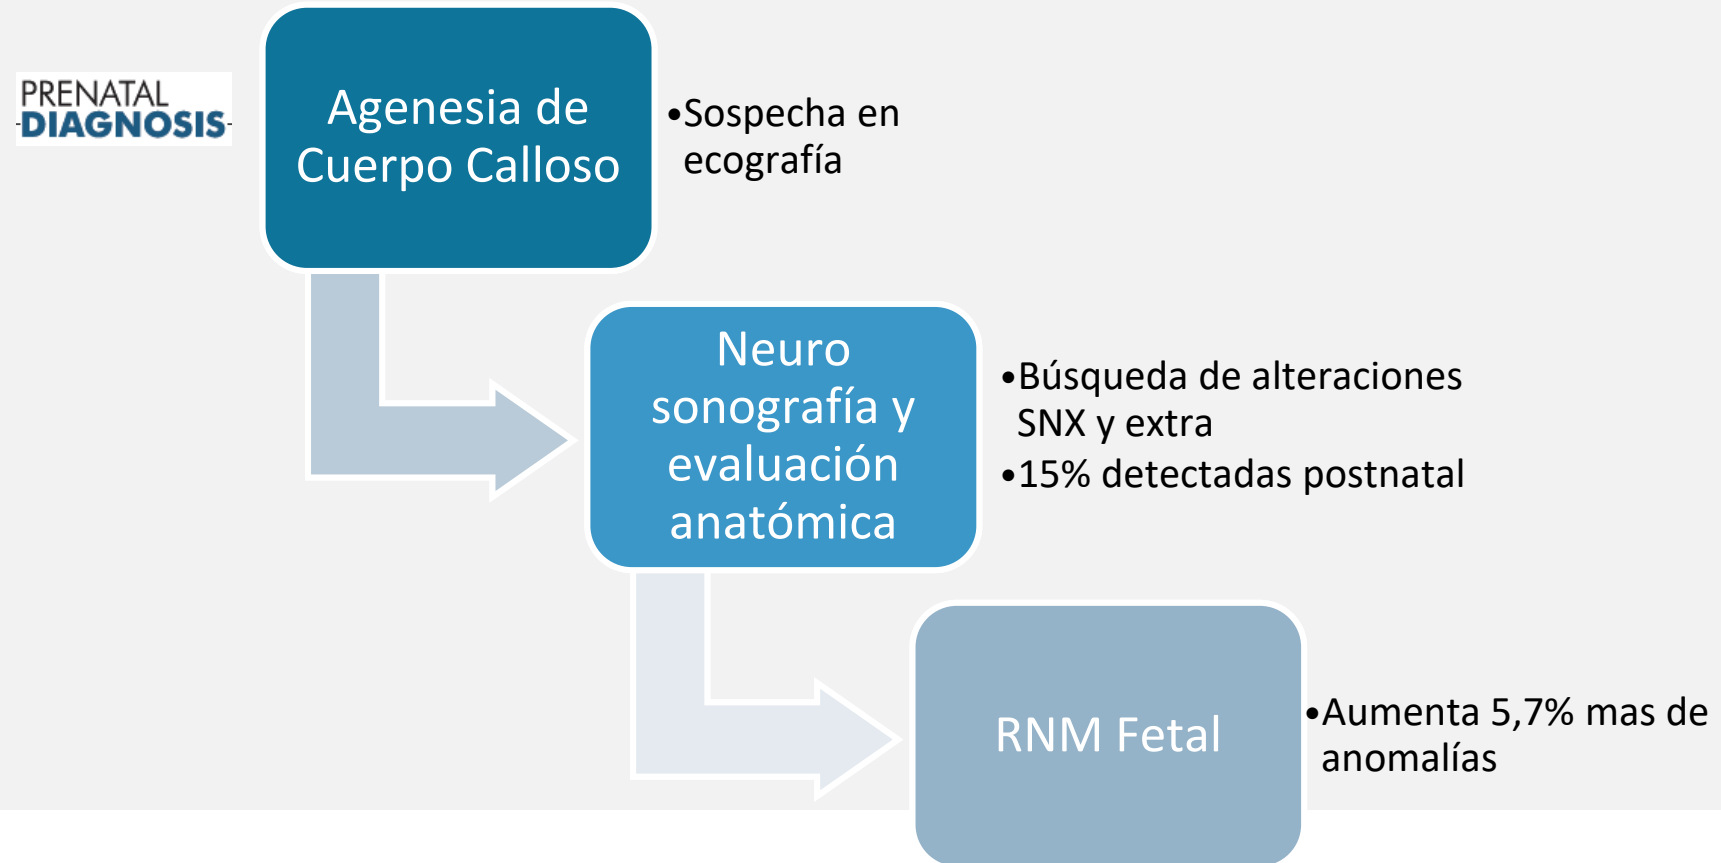 PRENATAL
-DIAGNOSIS-
Agenesia de
Cuerpo Calloso
•Sospecha en
ecografía
Neuro
sonografía y
evaluación
anatómica
•Búsqueda de alteraciones
SNX y extra
•15% detectadas postnatal
RNM Fetal
•Aumenta 5,7% mas de
anomalías